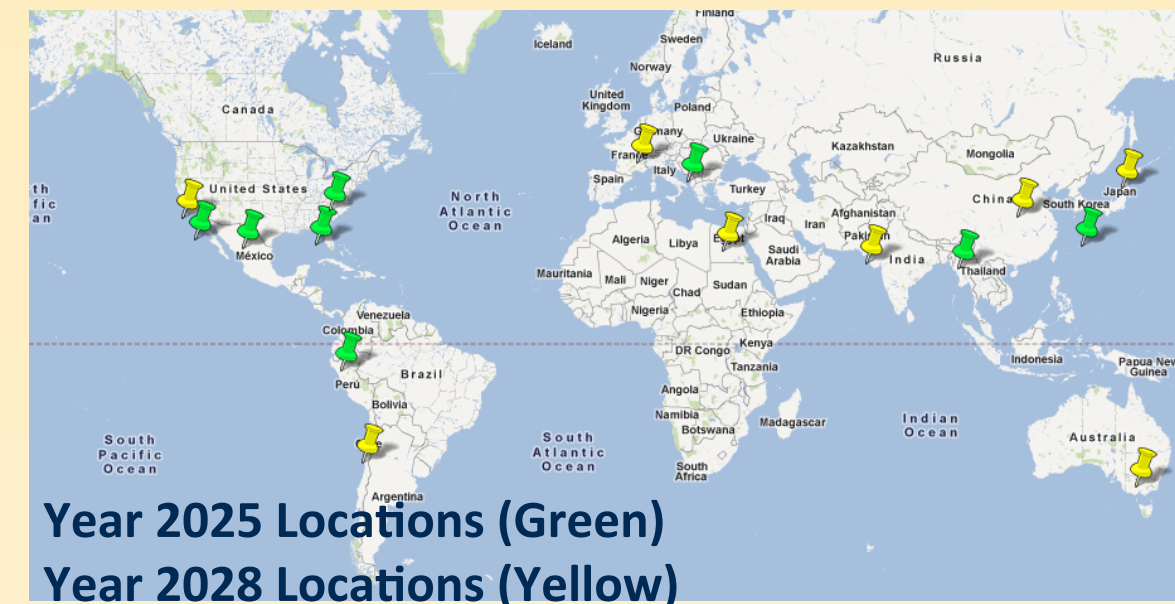 Finland
Iceland
Sweden
Russia
Norway
United
Kingdom
Poland
Canada
Germany
Ukraine
Kazakhstan
Mongolia
France
Italy
Spain
Turkey
United States
North
Atlantic
Ocean
China
Japan
South Korea
th
fic
an
Iraq
Iran
Afghanistan
Pakistan
Algeria
Libya
Egypt
Saudi
Arabia
India
México
Thailand
Mauritania
Mali
Niger
Chad
Sudan
Nigeria
Ethiopia
Venezuela
Colombia
DR Congo
Kenya
Tanzania
Indonesia
Papua New
Guinea
Brazil
Perú
Angola
Bolivia
Namibia
Botswana
Madagascar
Indian
Ocean
South
Pacific
Ocean
South
Atlantic
Ocean
Australia
South
Africa
Argentina
Year 2025 Locations (Green)
Year 2028 Locations (Yellow)